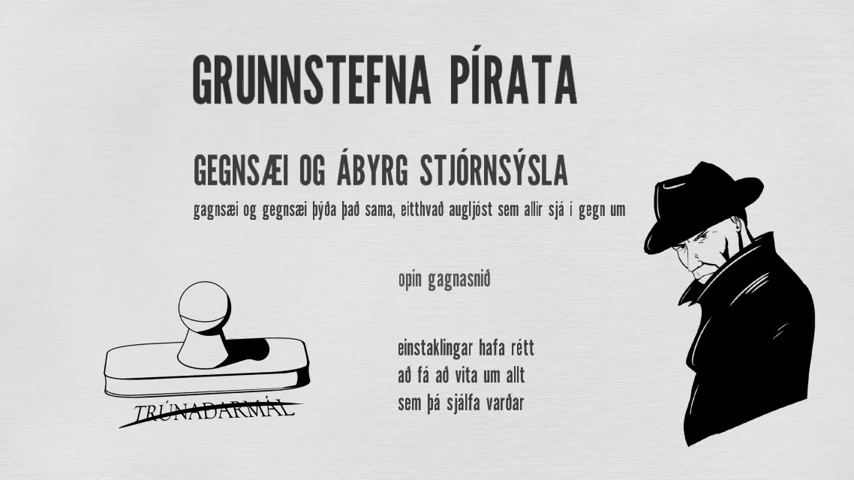 GRUNNSTEFNA PÍRATA
GEGNSÆI OG ÁBYRG STJÓRNSÝSLA
gagnsæi og gegnsæi þýða það sama, eitthvað augljóst sem allir sjá í gegn um
opin gagnasnið
einstaklingar hafa rétt
að fá að vita um allt
sem þá sjálfa varðar
TRÚNAÐARMÁL